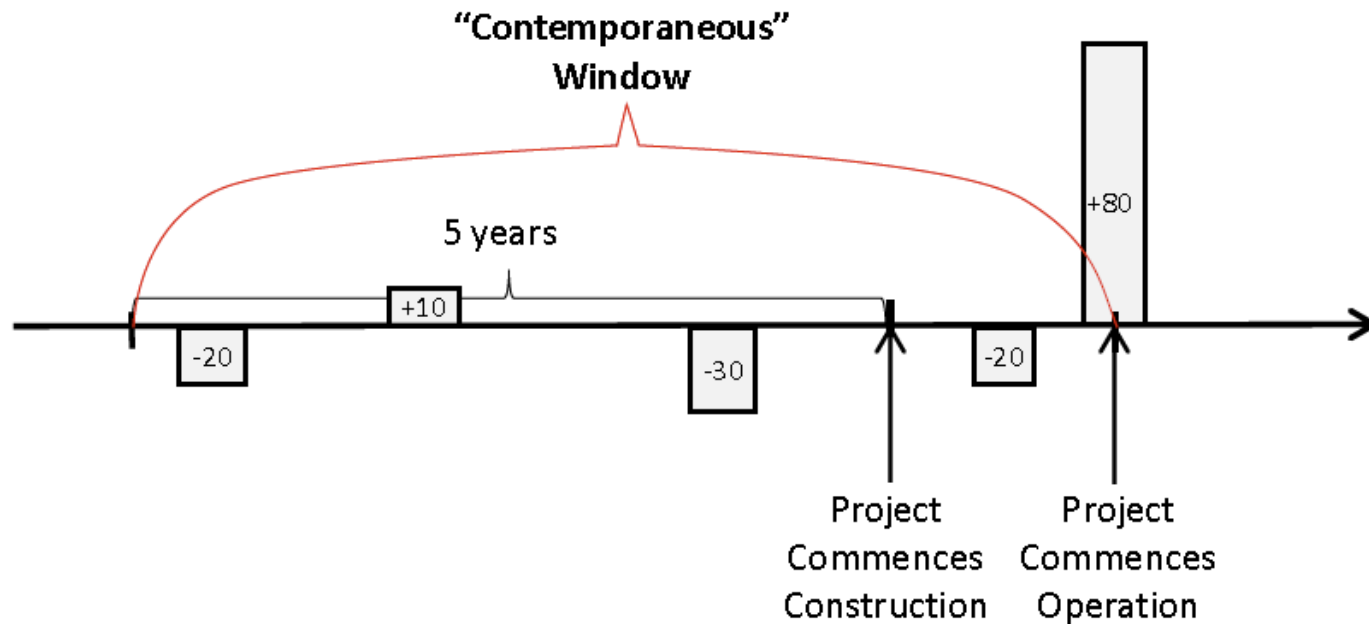 “Contemporaneous”
Window
+80
5 years
+10
-20
-30
-20
Project
Commences
Construction
Project
Commences
Operation